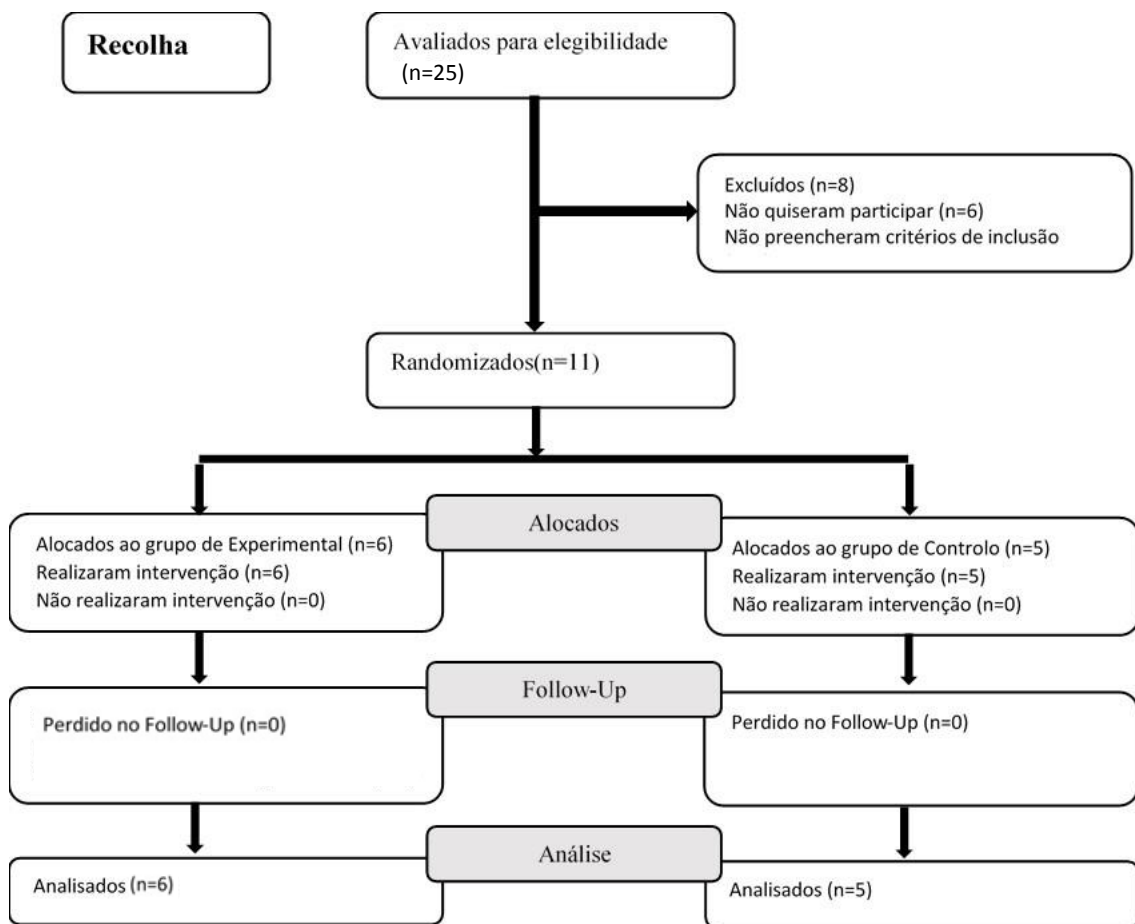 Recolha
Avaliados para elegibilidade
(n=25)
Excluídos (n=8)
Não quiseram participar (n=6)
Não preencheram critérios de inclusão
Randomizados(n=11)
Alocados
Alocados ao grupo de Experimental (n=6)
Realizaram intervenção (n=6)
Não realizaram intervenção (n=0)
Alocados ao grupo de Controlo (n=5)
Realizaram intervenção (n=5)
Não realizaram intervenção (n=0)
Follow-Up
Perdido no Follow-Up (n=0)
Perdido no Follow-Up (n=0)
Análise
Analisados (n=6)
Analisados (n=5)